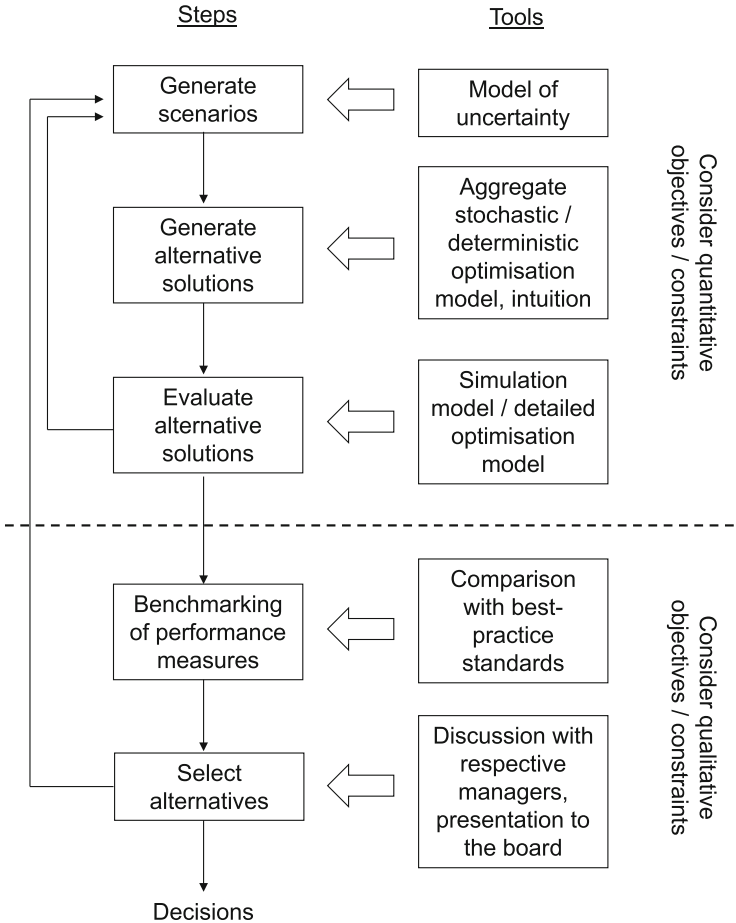 Steps
Tools
Generate
scenarios
Model of
uncertainty
Generate
alternative
solutions
Aggregate
stochastic /
deterministic
optimisation
model, intuition
Consider quantitative
objectives / constraints
Evaluate
alternative
solutions
Simulation
model / detailed
optimisation
model
Benchmarking
of performance
measures
Comparison
with best-
practice
standards
Consider qualitative
objectives / constraints
Select
alternatives
Discussion with
respective
managers,
presentation to
the board
Decisions